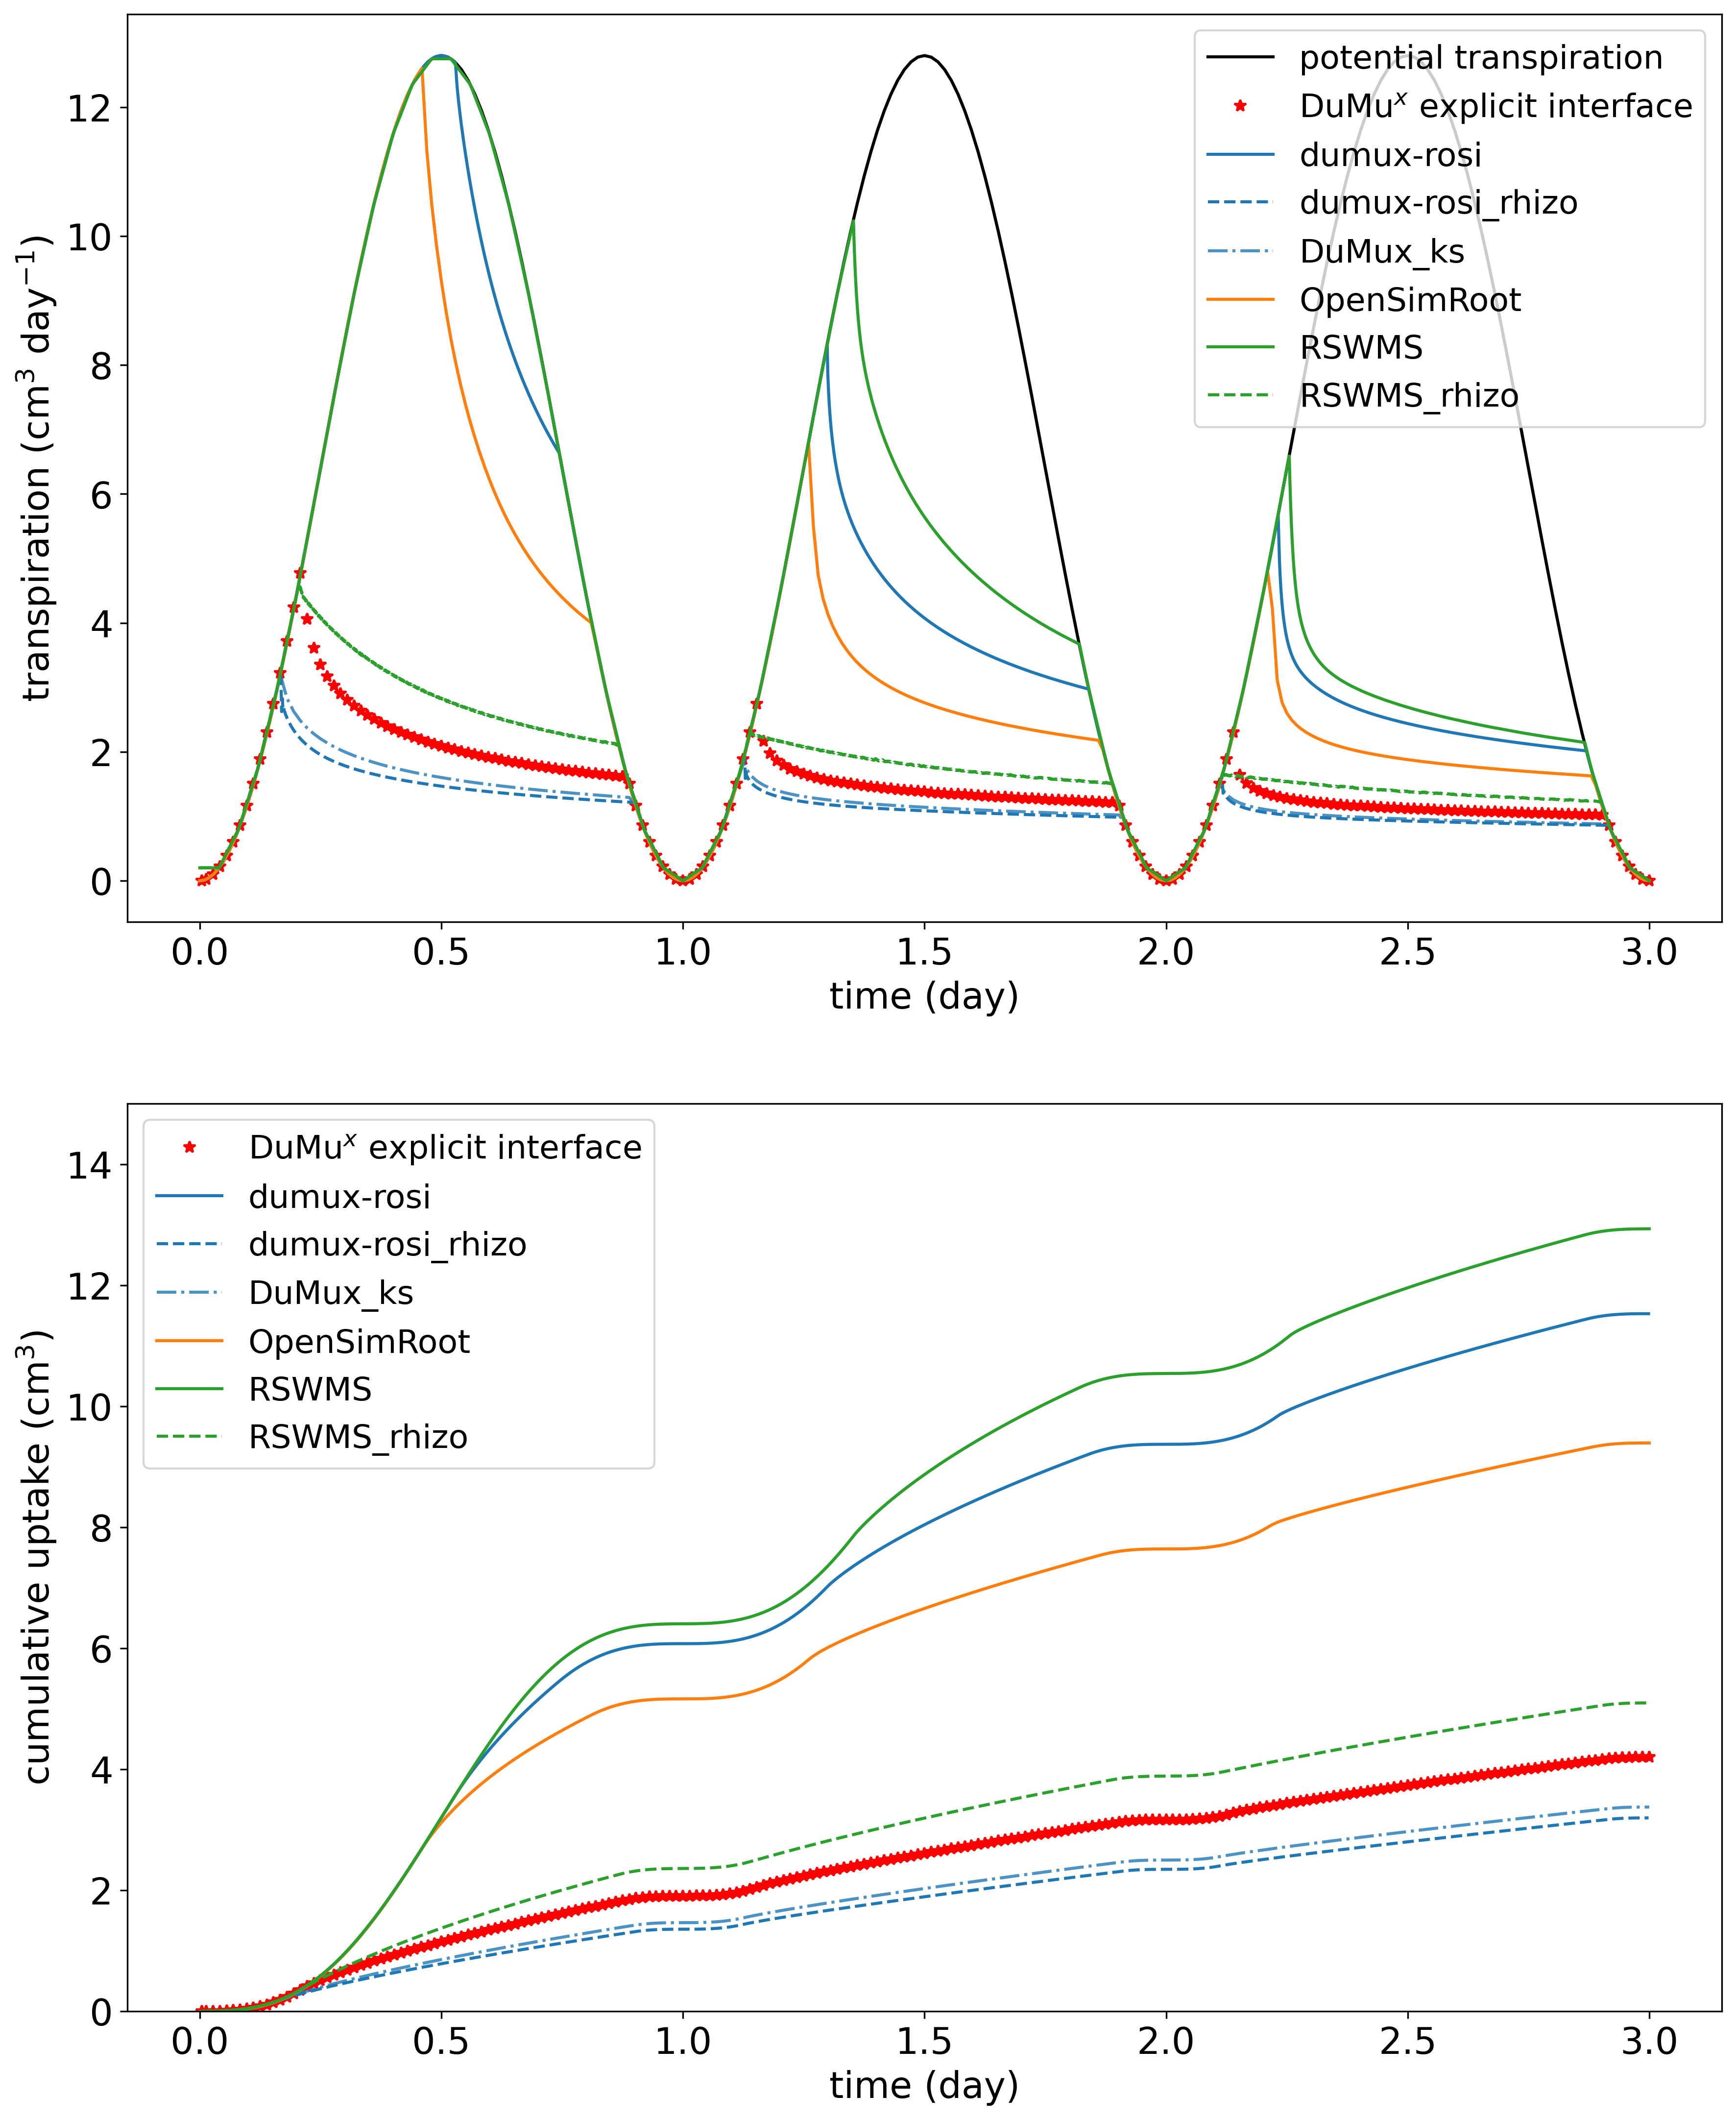 potential transpiration
DuMuˣ explicit interface
dumux-rosi
dumux-rosi_rhizo
DuMux_ks
OpenSimRoot
RSWMS
RSWMS_rhizo
transpiration (cm³ day⁻¹)
12
10
8
6
4
2
0
0.0 0.5 1.0 1.5 2.0 2.5 3.0
time (day)
DuMuˣ explicit interface
dumux-rosi
dumux-rosi_rhizo
DuMux_ks
OpenSimRoot
RSWMS
RSWMS_rhizo
cumulative uptake (cm³)
14
12
10
8
6
4
2
0
0.0 0.5 1.0 1.5 2.0 2.5 3.0
time (day)